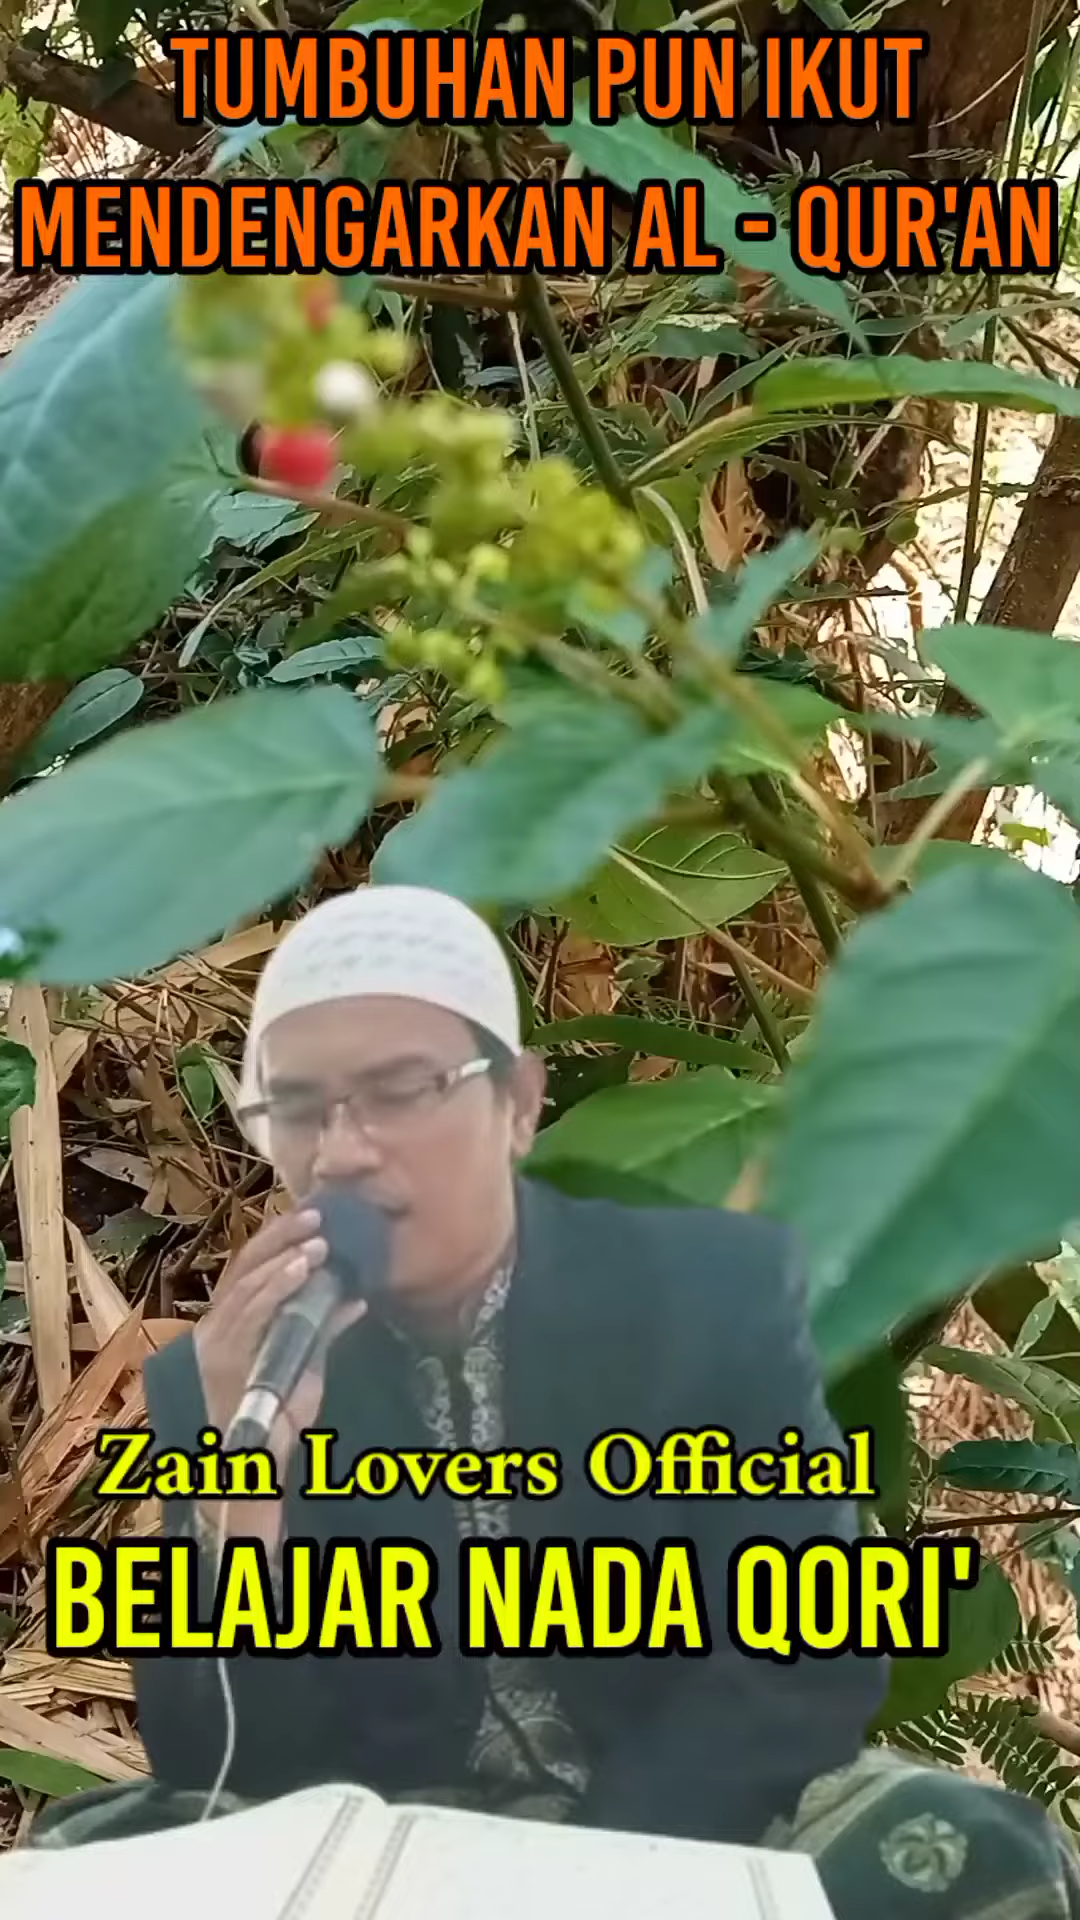 TUMBUHAN PUN IKUT
MENDENGARKAN AL - QUR'AN
Zain Lovers Official
BELAJAR NADA QORI'